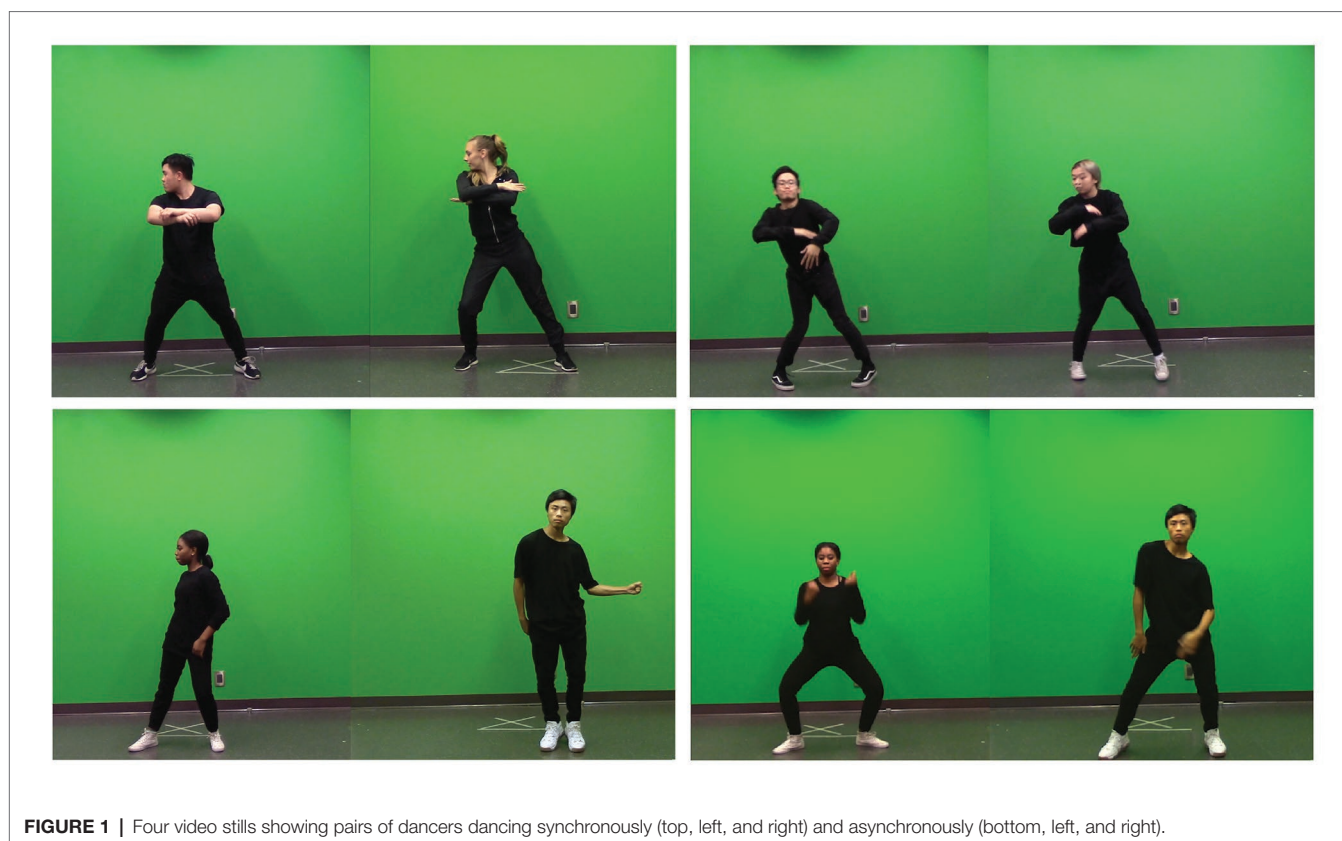 FIGURE 1 | Four video stills showing pairs of dancers dancing synchronously (top, left, and right) and asynchronously (bottom, left, and right).